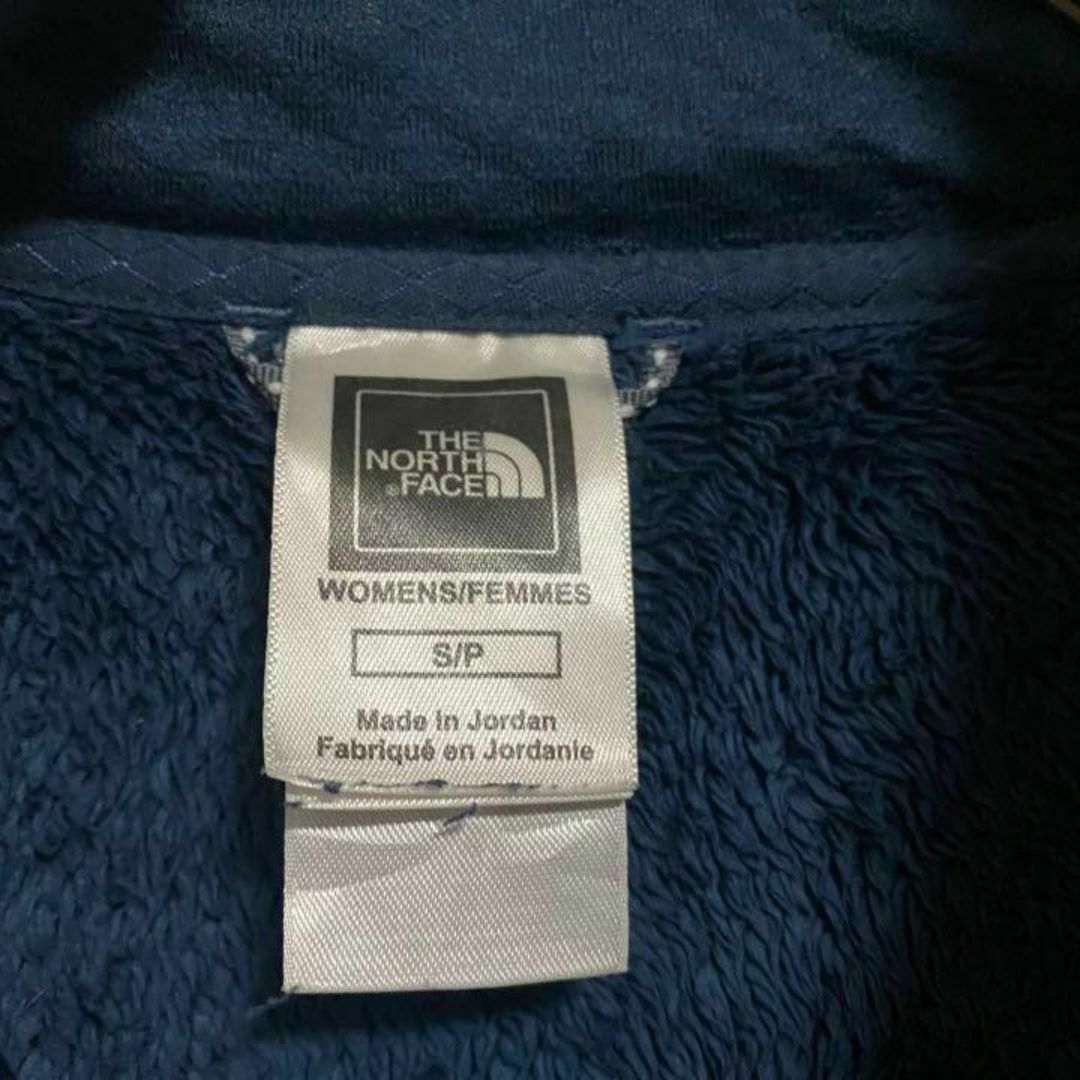 THE
NORTH
®FACE
WOMENS/FEMMES
S/P
Made in Jordan
Fabriqué en Jordanie